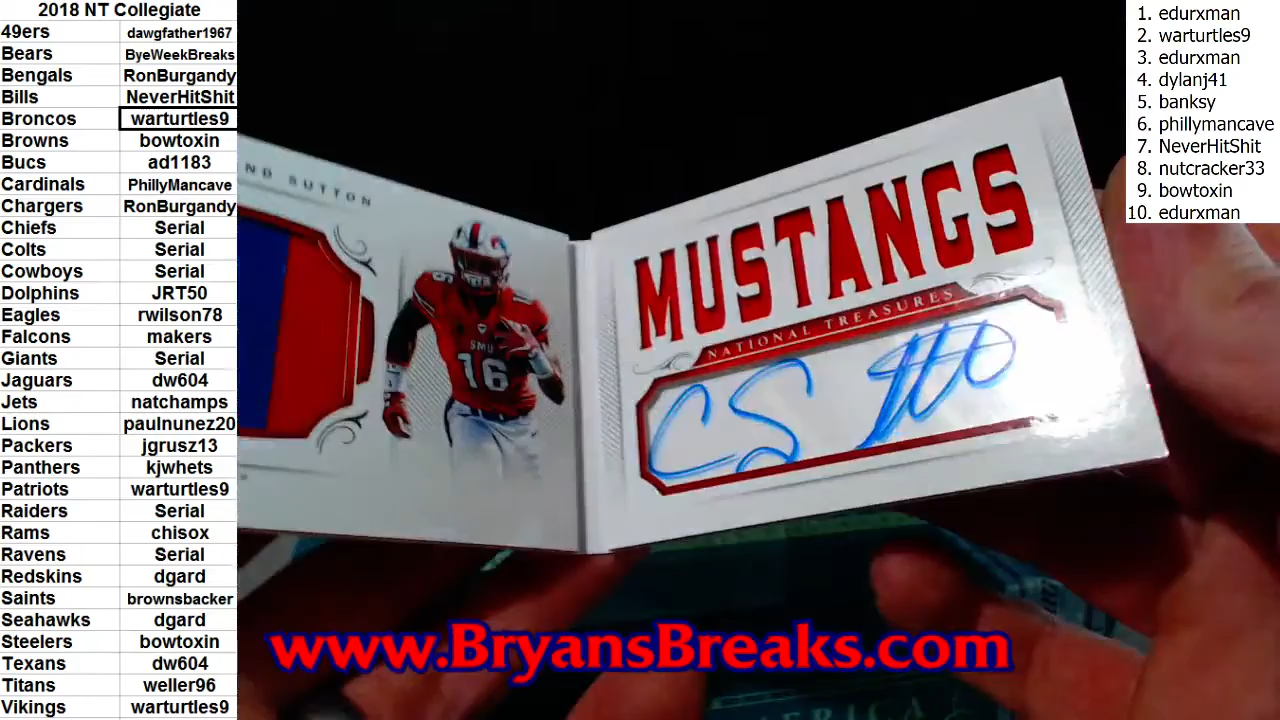 2018 NT Collegiate
49ers dawgfather1967
Bears ByeWeekBreaks
Bengals RonBurgandy
Bills NeverHitShit
Broncos warturtles9
Browns bowtoxin
Bucs ad1183
Cardinals PhillyMancave
Chargers RonBurgandy
Chiefs Serial
Colts Serial
Cowboys Serial
Dolphins JRT50
Eagles rwilson78
Falcons makers
Giants Serial
Jaguars dw604
Jets natchamps
Lions paulnunez20
Packers jgrusz13
Panthers kjwhets
Patriots warturtles9
Raiders Serial
Rams chisox
Ravens Serial
Redskins dgard
Saints brownsbacker
Seahawks dgard
Steelers bowtoxin
Texans dw604
Titans weller96
Vikings warturtles9
ND SUTTON
SMU
16
MUSTANGS
NATIONAL TREASURES
www.BryansBreaks.com
1. edurxman
2. warturtles9
3. edurxman
4. dylanj41
5. banksy
6. phillymancave
7. NeverHitShit
8. nutcracker33
9. bowtoxin
10. edurxman